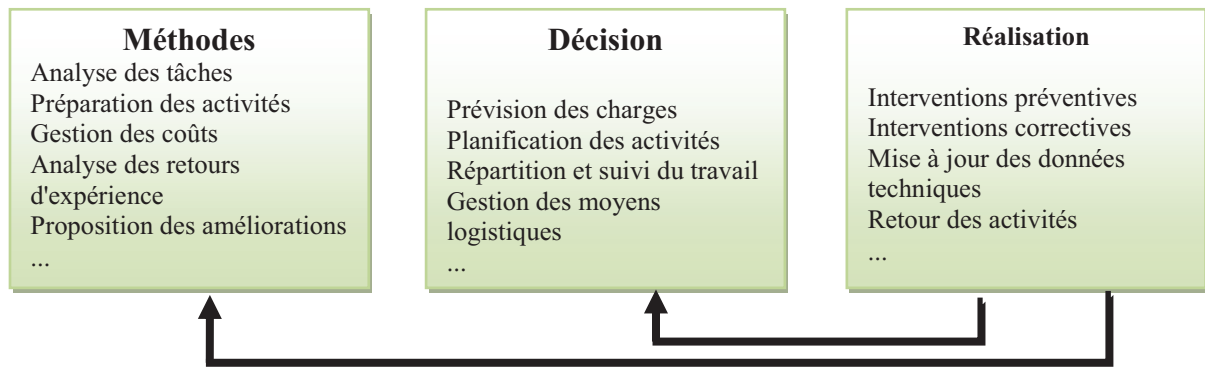 Méthodes
Analyse des tâches
Préparation des activités
Gestion des coûts
Analyse des retours
d'expérience
Proposition des améliorations
...
Décision
Prévision des charges
Planification des activités
Répartition et suivi du travail
Gestion des moyens
logistiques
...
Réalisation
Interventions préventives
Interventions correctives
Mise à jour des données
techniques
Retour des activités
...